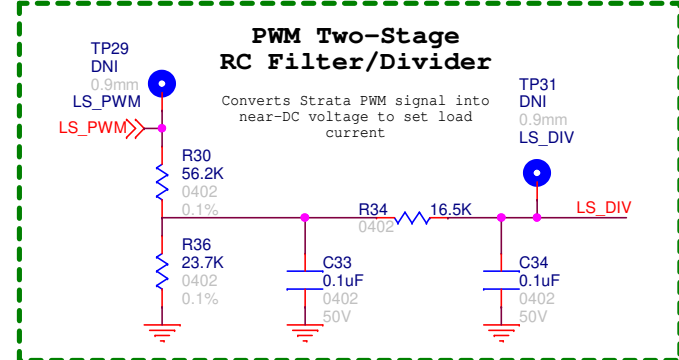 PWM Two-Stage
RC Filter/Divider
Converts Strata PWM signal into
near-DC voltage to set load
current
TP29
DNI
0.9mm
LS_PWM
LS_PWM
R30
56.2K
0402
0.1%
R36
23.7K
0402
0.1%
C33
0.1uF
0402
50V
R34 16.5K
0402
TP31
DNI
0.9mm
LS_DIV
LS_DIV
C34
0.1uF
0402
50V